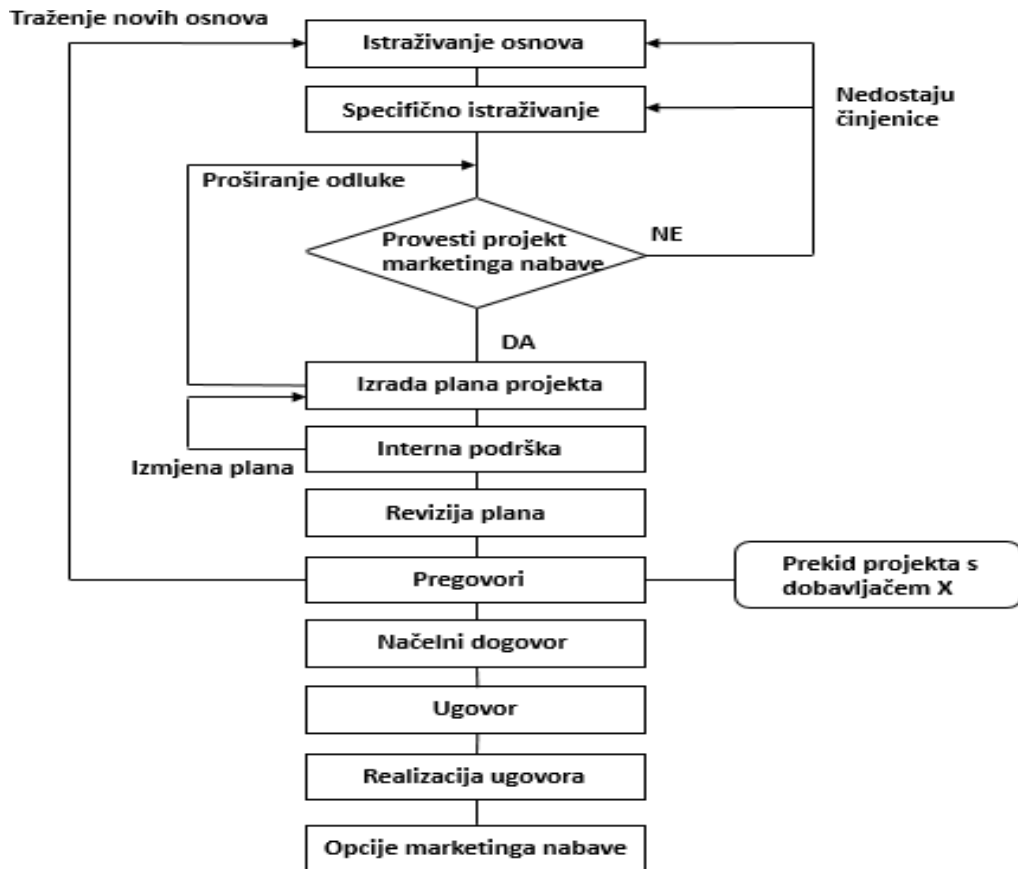 Traženje novih osnova
Istraživanje osnova
Specifično istraživanje
Nedostaju
činjenice
Proširanje odluke
Provesti projekt
marketinga nabave
NE
DA
Izrada plana projekta
Interna podrška
Izmjena plana
Revizija plana
Pregovori
Prekid projekta s
dobavljačem X
Načelni dogovor
Ugovor
Realizacija ugovora
Opcije marketinga nabave